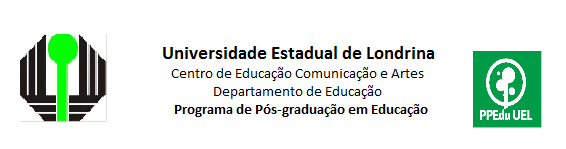 Universidade Estadual de Londrina
Centro de Educação Comunicação e Artes
Departamento de Educação
Programa de Pós-graduação em Educação
PPEdu UEL